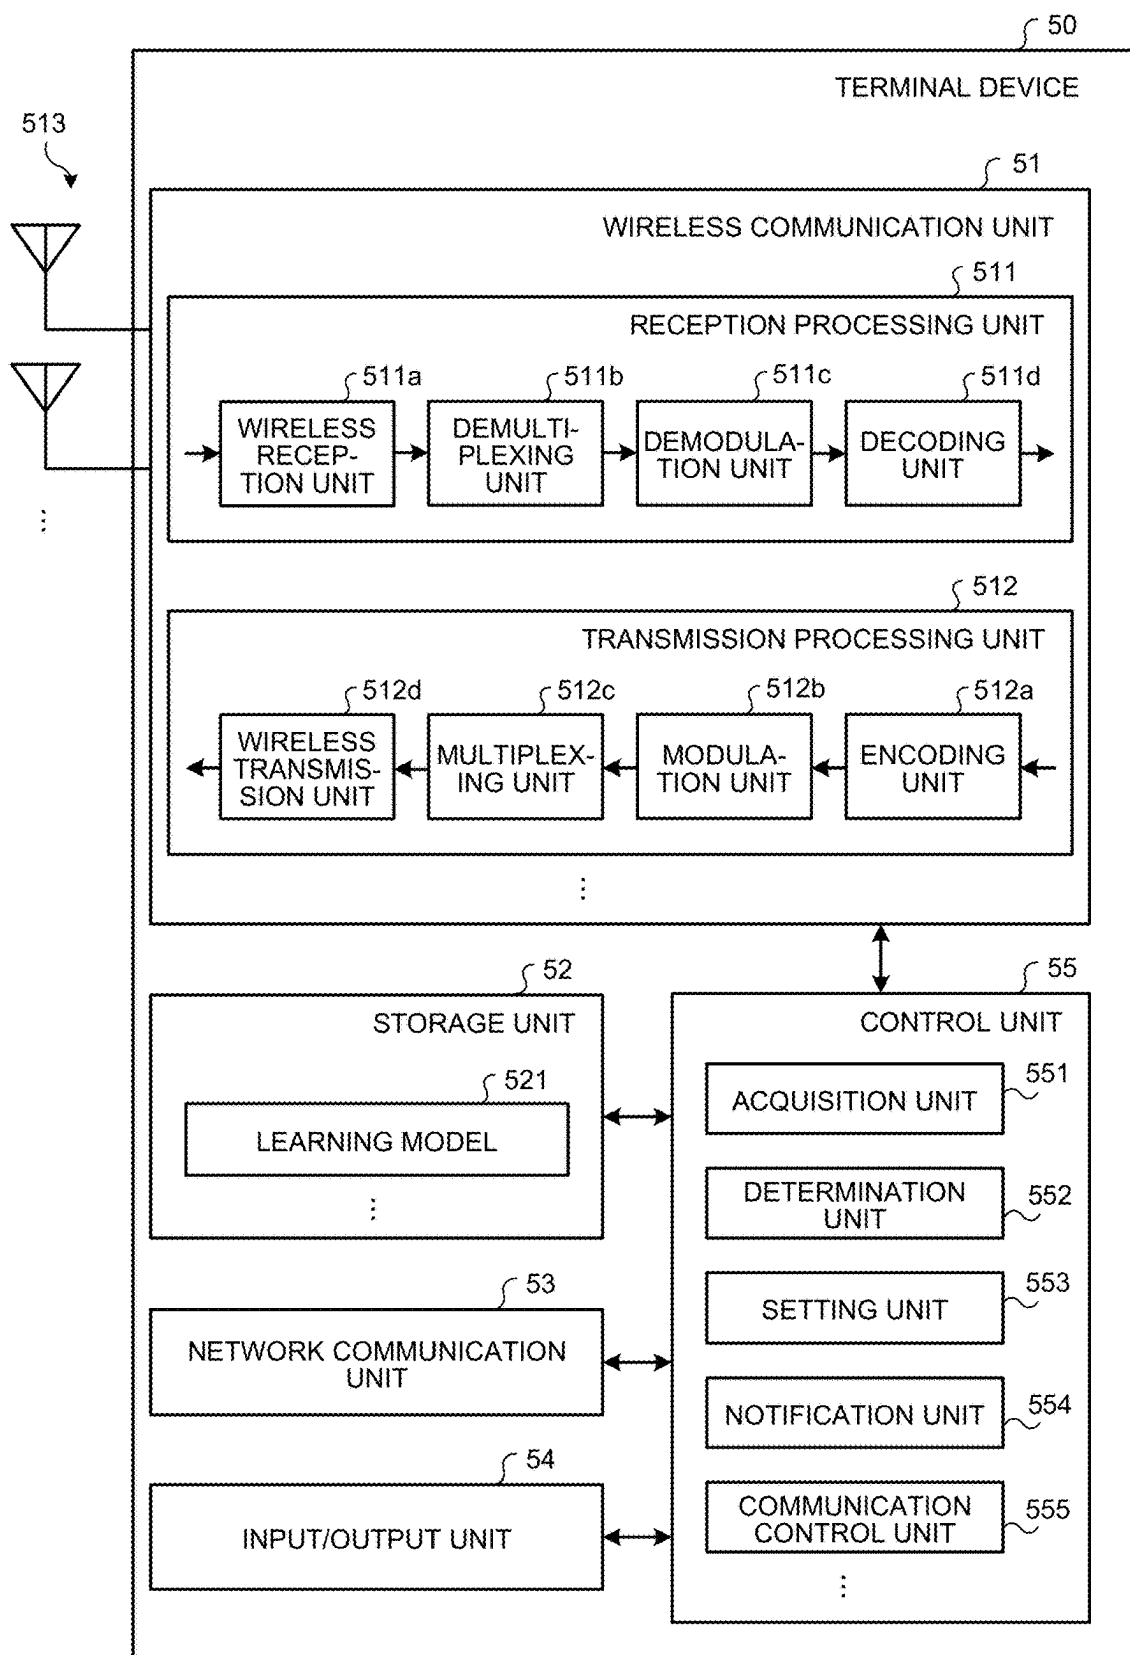 50
TERMINAL DEVICE
513
51
WIRELESS COMMUNICATION UNIT
511
RECEPTION PROCESSING UNIT
511a
511b
511c
511d
WIRELESS
RECEP-
TION UNIT
DEMULTI-
PLEXING
UNIT
DEMODULA-
TION UNIT
DECODING
UNIT
...
512
TRANSMISSION PROCESSING UNIT
512d
512c
512b
512a
WIRELESS
TRANSMIS-
SION UNIT
MULTIPLEX-
ING UNIT
MODULA-
TION UNIT
ENCODING
UNIT
...
52
STORAGE UNIT
521
LEARNING MODEL
...
53
NETWORK COMMUNICATION
UNIT
54
INPUT/OUTPUT UNIT
55
CONTROL UNIT
ACQUISITION UNIT
551
DETERMINATION
UNIT
552
SETTING UNIT
553
NOTIFICATION UNIT
554
COMMUNICATION
CONTROL UNIT
555
...